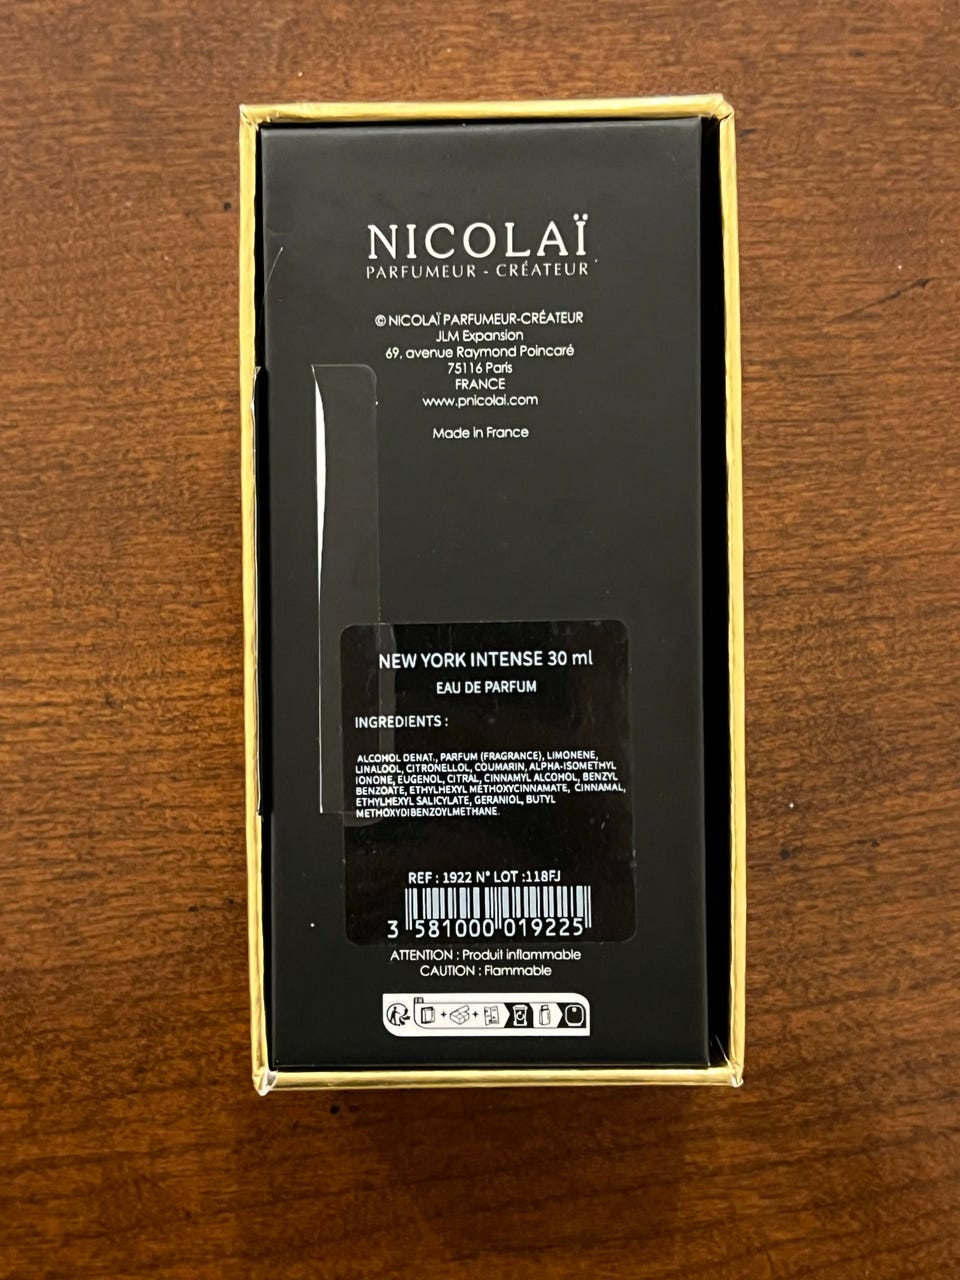 NICOLAÏ
PARFUMEUR - CRÉATEUR
© NICOLAÏ PARFUMEUR-CRÉATEUR
JLM Expansion
69, avenue Raymond Poincaré
75116 Paris
FRANCE
www.pnicolai.com
Made in France
NEW YORK INTENSE 30 ml
EAU DE PARFUM
INGREDIENTS :
ALCOHOL DENAT., PARFUM (FRAGRANCE), LIMONENE,
LINALOOL, CITRONELLOL, COUMARIN, ALPHA-ISOMETHYL
IONONE, EUGENOL, CITRAL, CINNAMYL ALCOHOL, BENZYL
BENZOATE, ETHYLHEXYL METHOXYCINNAMATE, CINNAMAL,
ETHYLHEXYL SALICYLATE, GERANIOL, BUTYL
METHOXYDIBENZOYLMETHANE.
REF : 1922 N° LOT :118FJ
3 581000 019225
ATTENTION : Produit inflammable
CAUTION : Flammable
FR